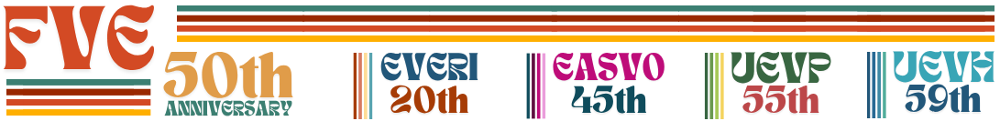 FVE
50th
ANNIVERSARY
EVERI
20th
EASVO
45th
UEVP
55th
UEVH
59th